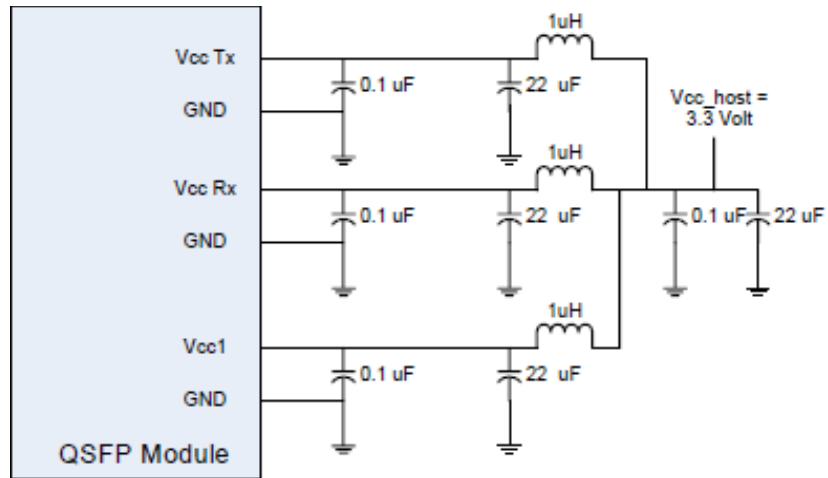 1uH
Vcc Tx
0.1 uF
22 uF
Vcc_host =
3.3 Volt
GND
1uH
Vcc Rx
0.1 uF
22 uF
0.1 uF
22 uF
GND
1uH
Vcc1
0.1 uF
22 uF
GND
QSFP Module